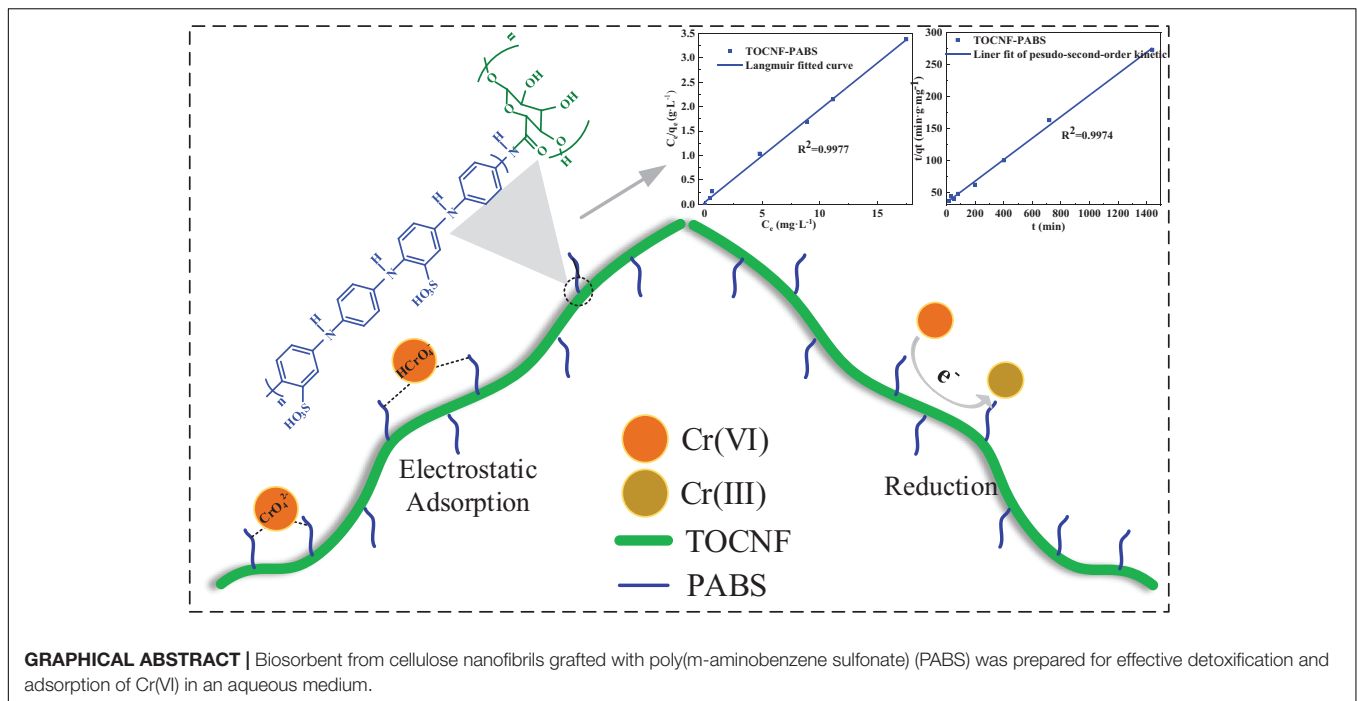 n
O
OH
OH
O
O
H
N
O
H
H
N
H
N
HO₃S
H
N
HO₃S
n
3.5
3.0
2.5
2.0
1.5
1.0
0.5
0.0
Cₑ/qₑ (g·L⁻¹)
TOCNF-PABS
Langmuir fitted curve
R²=0.9977
0
5
10
15
Cₑ (mg·L⁻¹)
300
250
200
150
100
50
t/qt (min·g·mg⁻¹)
TOCNF-PABS
Liner fit of pesudo-second-order kinetic
R²=0.9974
0 200 400 600 800 1000 1200 1400
t (min)
HCrO₄⁻
CrO₄²⁻
Electrostatic
Adsorption
e⁻
Reduction
Cr(VI)
Cr(III)
TOCNF
PABS
GRAPHICAL ABSTRACT | Biosorbent from cellulose nanofibrils grafted with poly(m-aminobenzene sulfonate) (PABS) was prepared for effective detoxification and
adsorption of Cr(VI) in an aqueous medium.